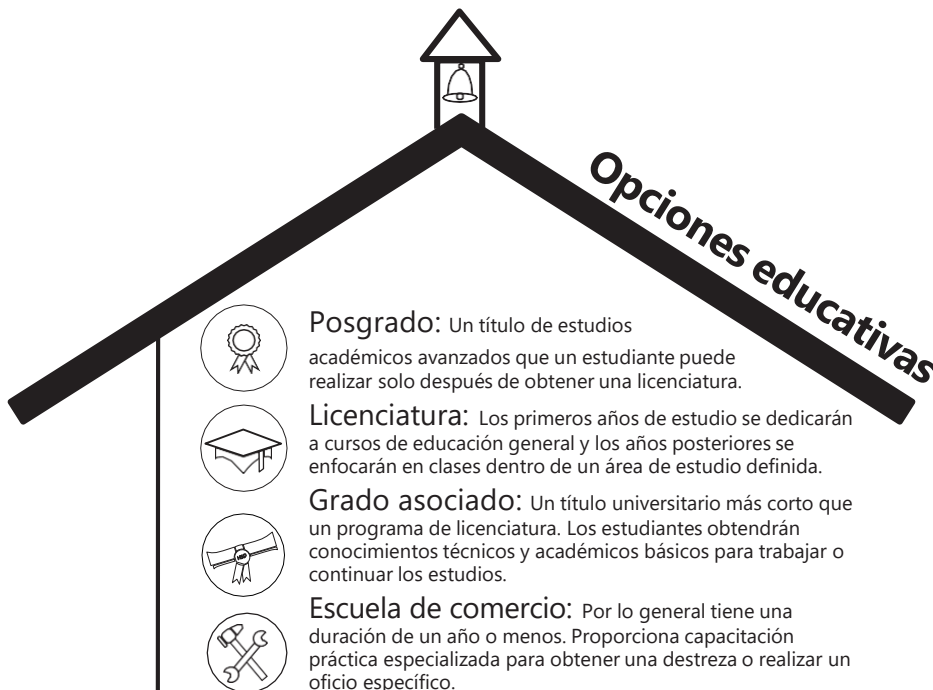 Opciones educativas
Posgrado: Un título de estudios
académicos avanzados que un estudiante puede
realizar solo después de obtener una licenciatura.
Licenciatura: Los primeros años de estudio se dedicarán
a cursos de educación general y los años posteriores se
enfocarán en clases dentro de un área de estudio definida.
Grado asociado: Un título universitario más corto que
un programa de licenciatura. Los estudiantes obtendrán
conocimientos técnicos y académicos básicos para trabajar o
continuar los estudios.
Escuela de comercio: Por lo general tiene una
duración de un año o menos. Proporciona capacitación
práctica especializada para obtener una destreza o realizar un
oficio específico.